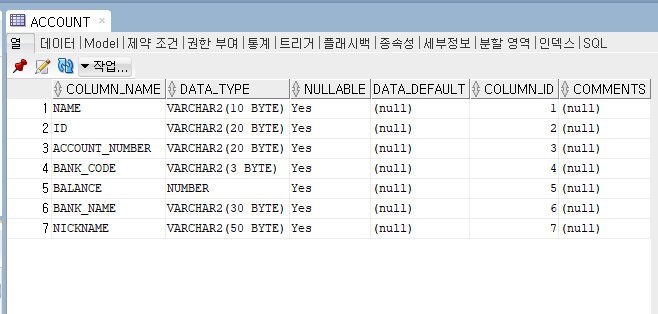 ACCOUNT ×
열 데이터 | Model | 제약 조건 | 권한 부여 | 통계 | 트리거 | 플래시백 | 종속성 | 세부정보 | 분할 영역 | 인덱스 | SQL
작업...
COLUMN_NAME DATA_TYPE NULLABLE DATA_DEFAULT COLUMN_ID COMMENTS
1 NAME VARCHAR2(10 BYTE) Yes (null) 1 (null)
2 ID VARCHAR2(20 BYTE) Yes (null) 2 (null)
3 ACCOUNT_NUMBER VARCHAR2(20 BYTE) Yes (null) 3 (null)
4 BANK_CODE VARCHAR2(3 BYTE) Yes (null) 4 (null)
5 BALANCE NUMBER Yes (null) 5 (null)
6 BANK_NAME VARCHAR2(30 BYTE) Yes (null) 6 (null)
7 NICKNAME VARCHAR2(50 BYTE) Yes (null) 7 (null)